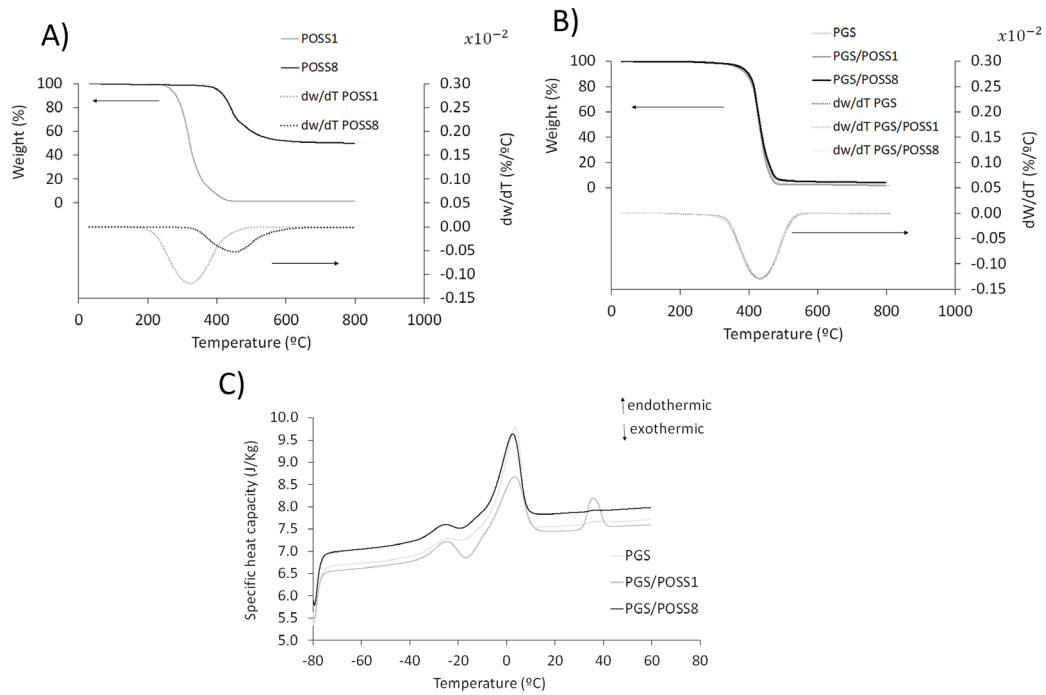 A)
x10⁻²
POSS1
POSS8
dw/dT POSS1
dw/dT POSS8
Weight (%)
100
80
60
40
20
0
0.30
0.25
0.20
0.15
0.10
0.05
0.00
-0.05
-0.10
-0.15
dw/dT (%/ºC)
0 200 400 600 800 1000
Temperature (ºC)
B)
x10⁻²
PGS
PGS/POSS1
PGS/POSS8
dw/dT PGS
dw/dT PGS/POSS1
dw/dT PGS/POSS8
Weight (%)
100
80
60
40
20
0
0.30
0.25
0.20
0.15
0.10
0.05
0.00
-0.05
-0.10
-0.15
dW/dT (%/ºC)
0 200 400 600 800 1000
Temperature (ºC)
C)
endothermic
exothermic
Specific heat capacity (J/Kg)
10.0
9.5
9.0
8.5
8.0
7.5
7.0
6.5
6.0
5.5
5.0
PGS
PGS/POSS1
PGS/POSS8
-80 -60 -40 -20 0 20 40 60 80
Temperature (ºC)